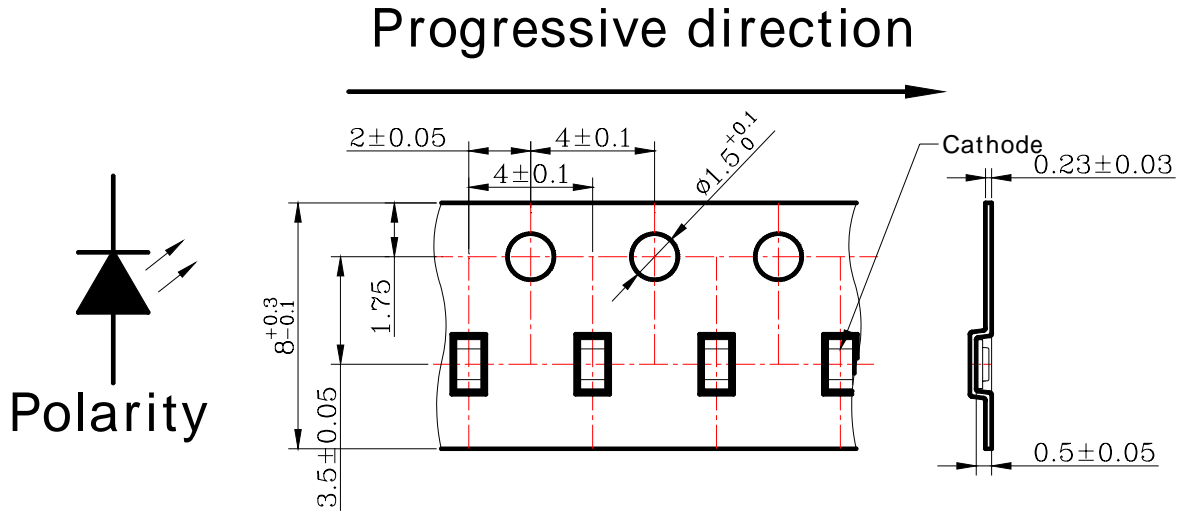 Progressive direction
2±0.05
4±0.1
4±0.1
ø1.5 +0.1 0
Cathode
0.23±0.03
8 +0.3 -0.1
1.75
3.5±0.05
Polarity
0.5±0.05